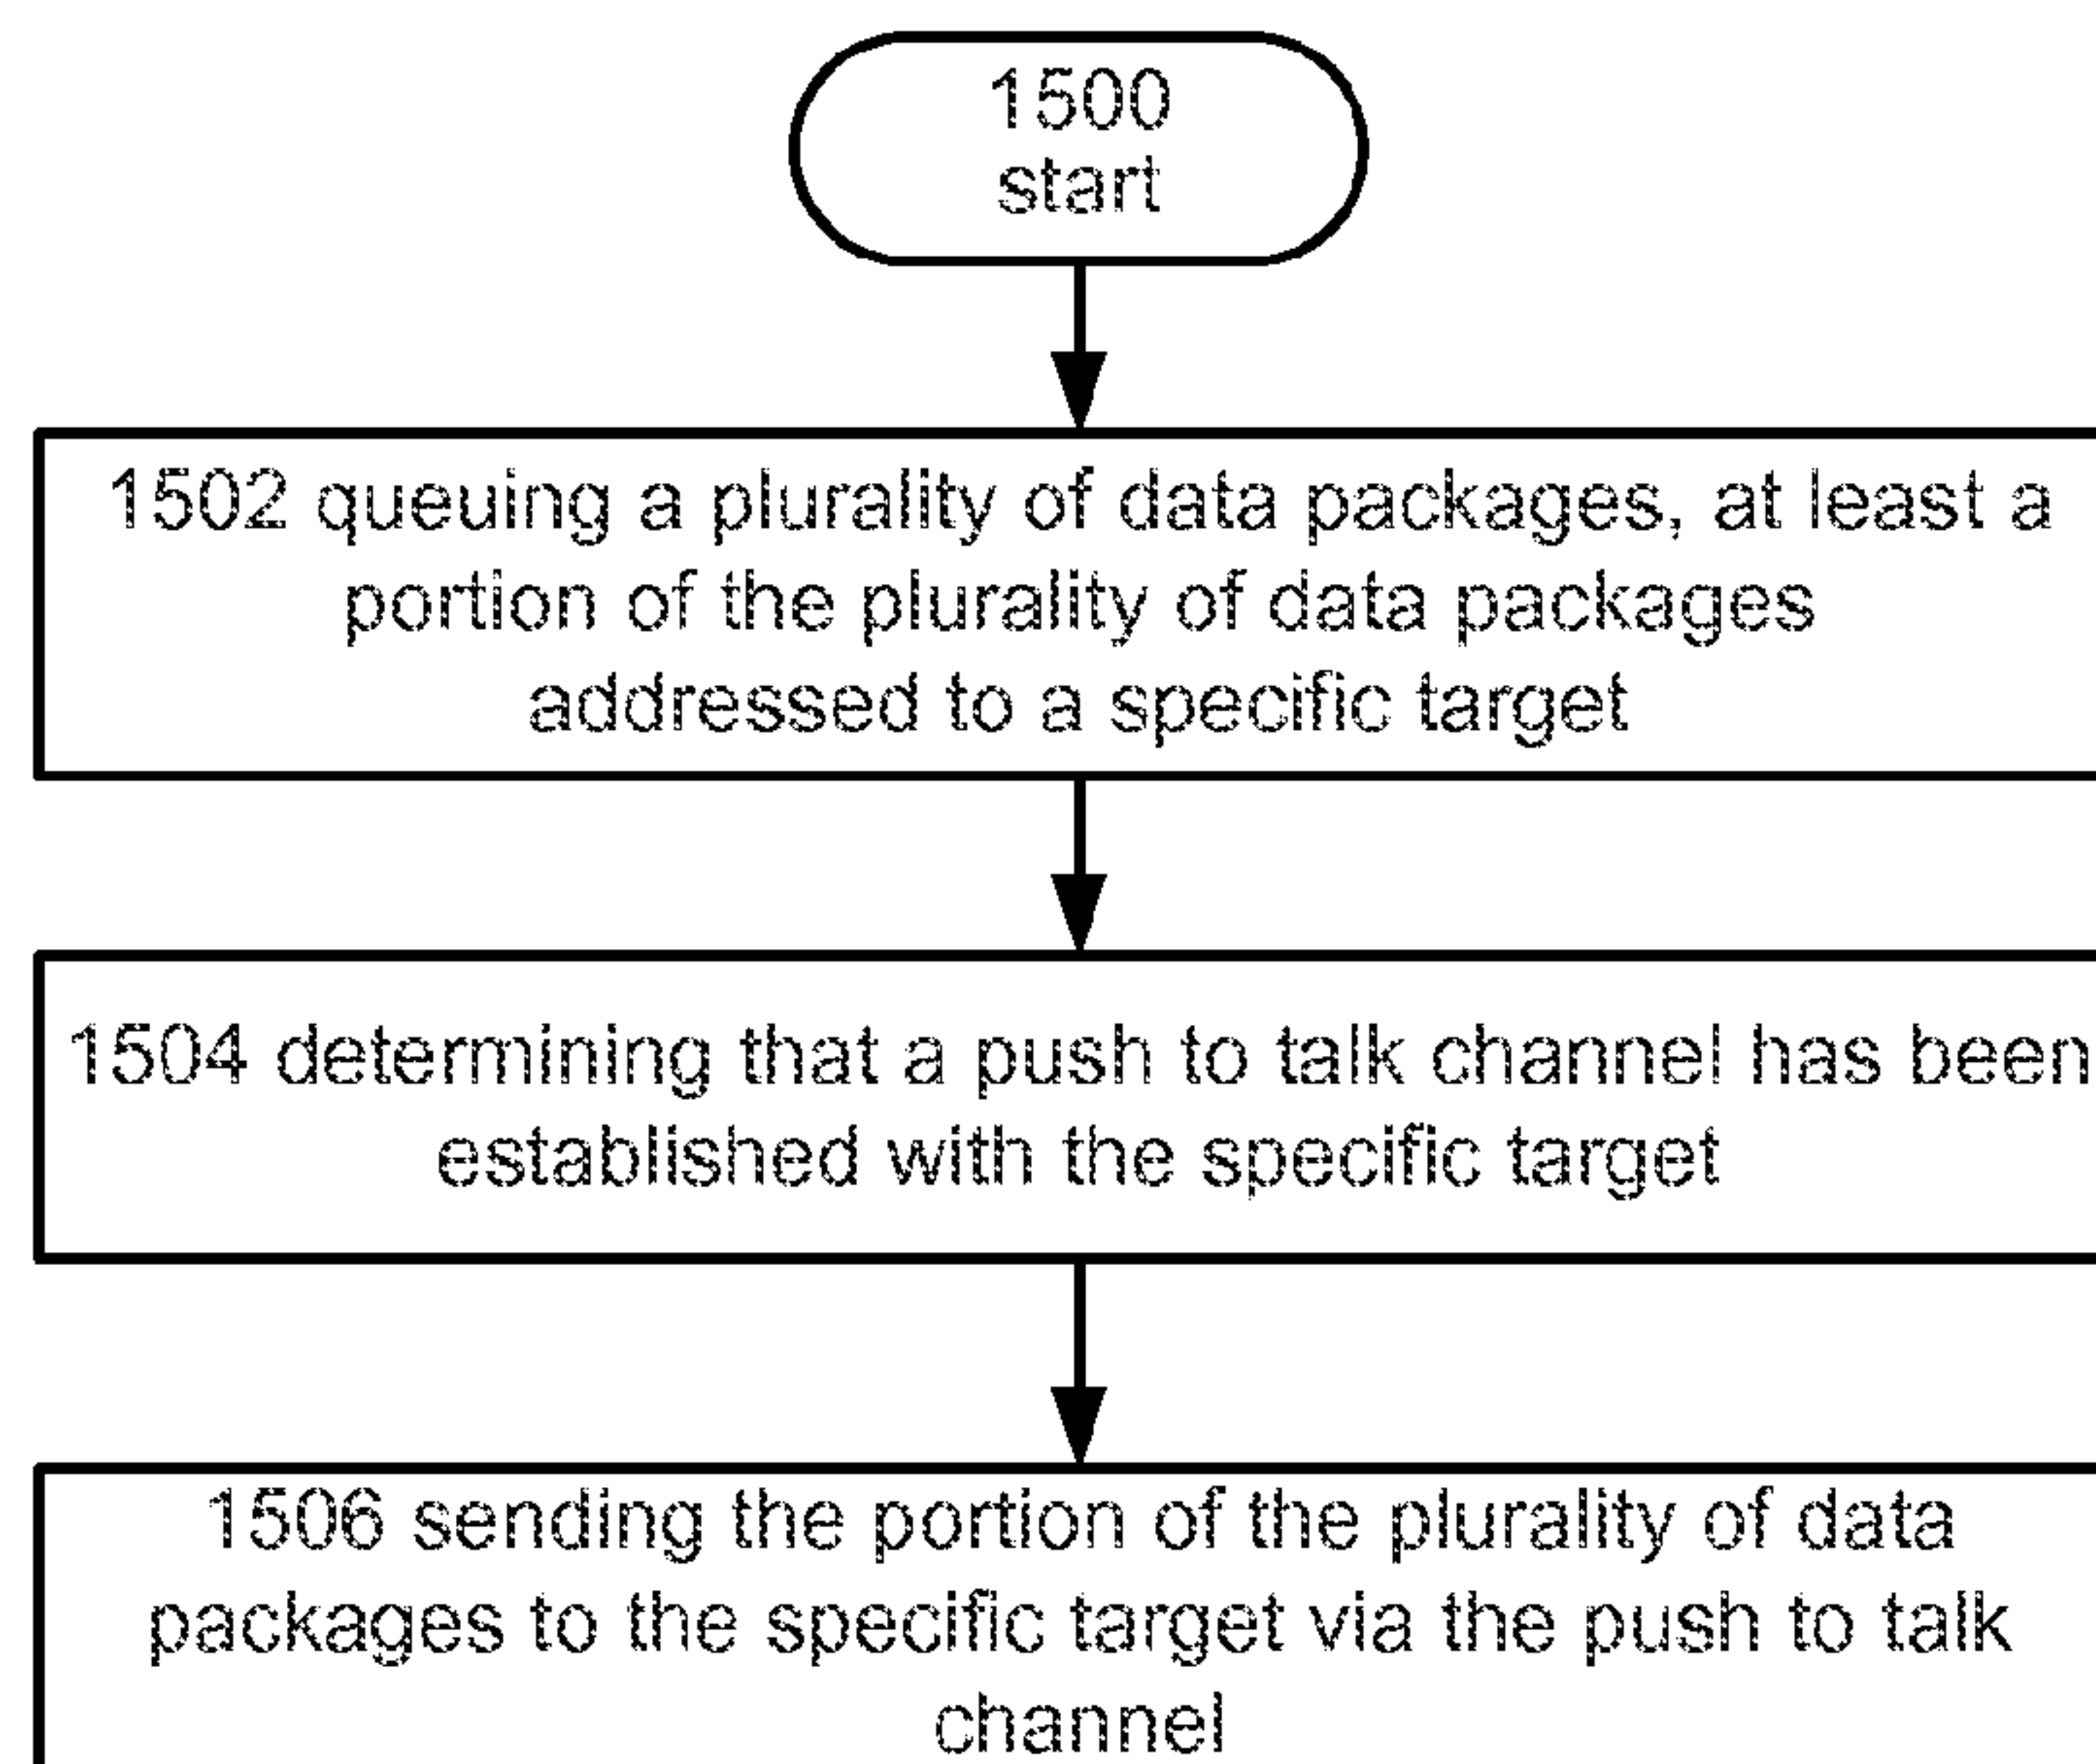 1500
start
1502 queuing a plurality of data packages, at least a
portion of the plurality of data packages
addressed to a specific target
1504 determining that a push to talk channel has been
established with the specific target
1506 sending the portion of the plurality of data
packages to the specific target via the push to talk
channel